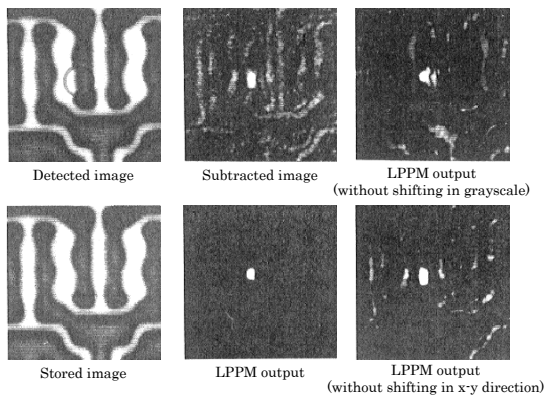 Detected image
Subtracted image
LPPM output
(without shifting in grayscale)
Stored image
LPPM output
LPPM output
(without shifting in x-y direction)